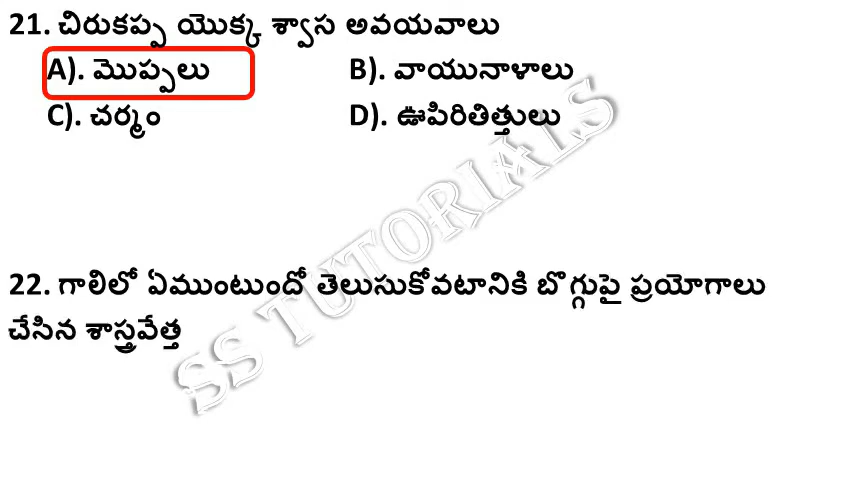 21. చిరుకప్ప యొక్క శ్వాస అవయవాలు
A). మొప్పలు B). వాయునాళాలు
C). చర్మం D). ఊపిరితిత్తులు
SS TUTORIALS
22. గాలిలో ఏముంటుందో తెలుసుకోవటానికి బొగ్గుపై ప్రయోగాలు
చేసిన శాస్త్రవేత్త